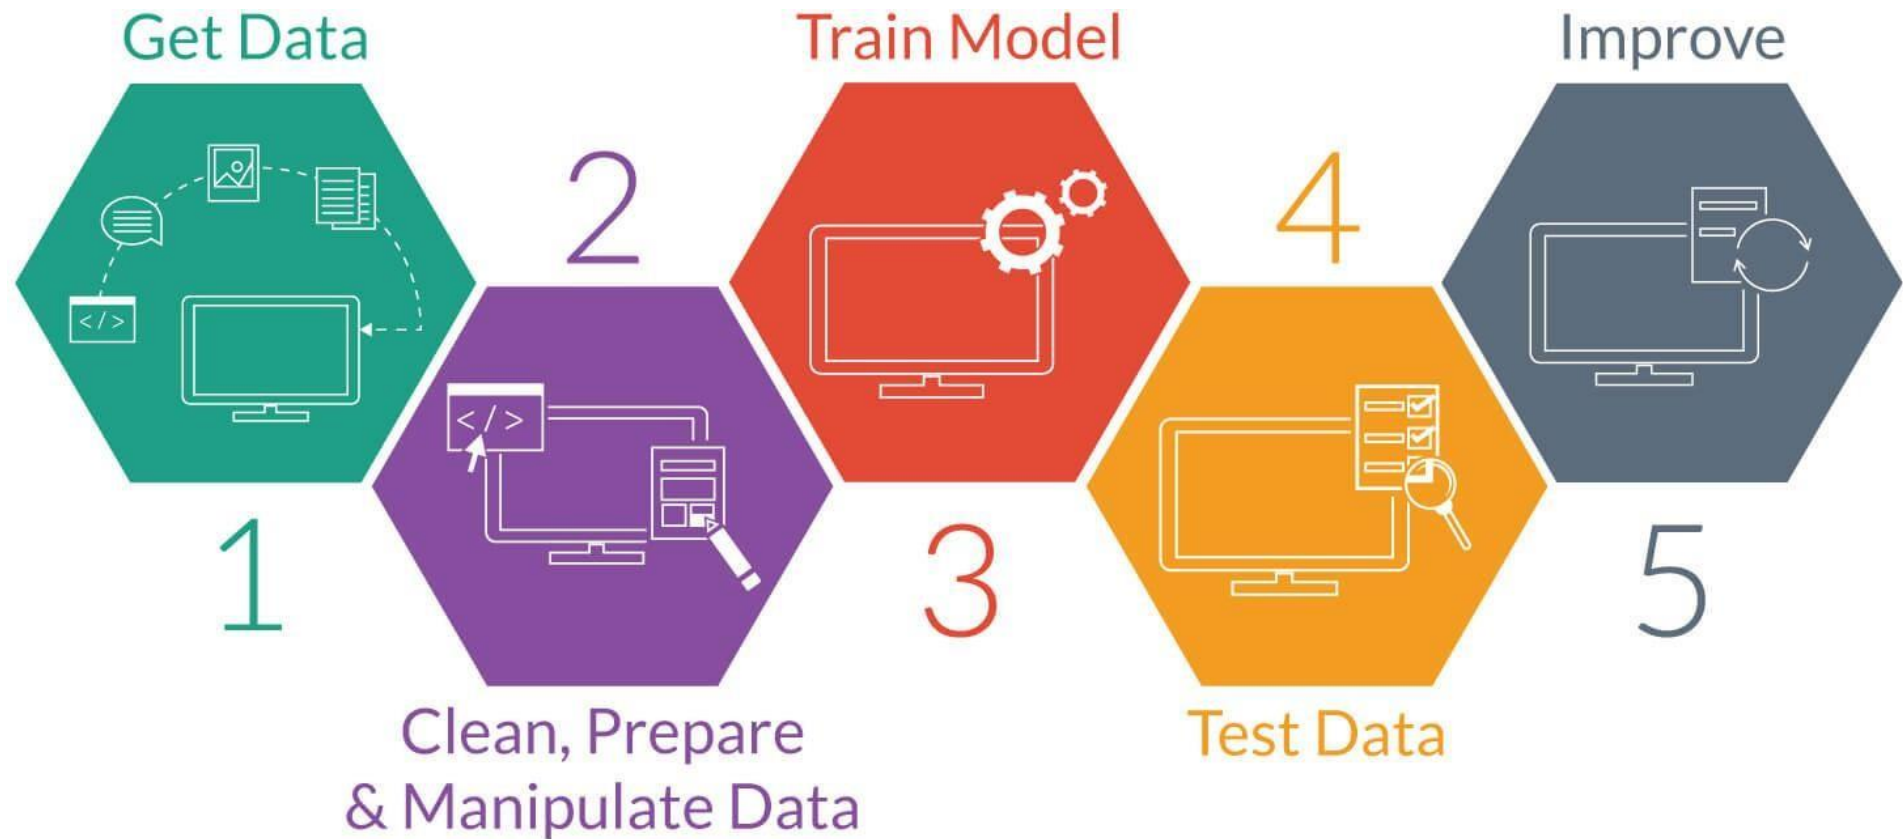 Get Data
1
</>
2
</>
Clean, Prepare
& Manipulate Data
Train Model
3
4
Test Data
Improve
5